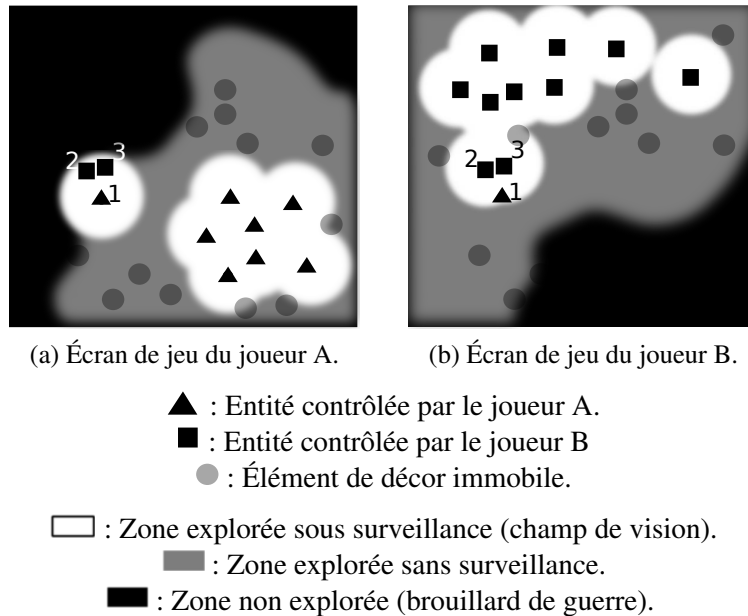 2 3
1
2 3
1
(a) Écran de jeu du joueur A.
(b) Écran de jeu du joueur B.
: Entité contrôlée par le joueur A.
: Entité contrôlée par le joueur B
: Élément de décor immobile.
: Zone explorée sous surveillance (champ de vision).
: Zone explorée sans surveillance.
: Zone non explorée (brouillard de guerre).